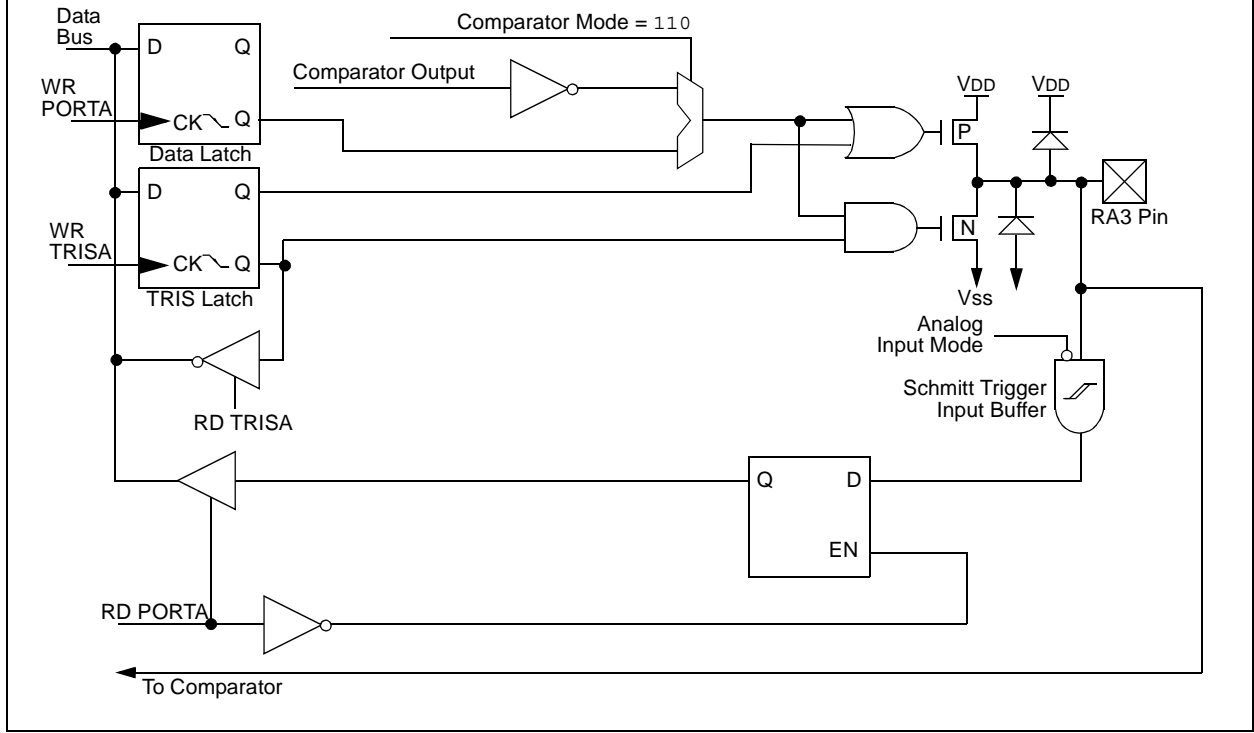 Data
Bus
D
Q
WR
PORTA
CK
Q
Data Latch
Comparator Mode = 110
Comparator Output
D
Q
WR
TRISA
CK
Q
TRIS Latch
RD TRISA
VDD
VDD
P
N
RA3 Pin
Vss
Analog
Input Mode
Schmitt Trigger
Input Buffer
Q
D
EN
RD PORTA
To Comparator